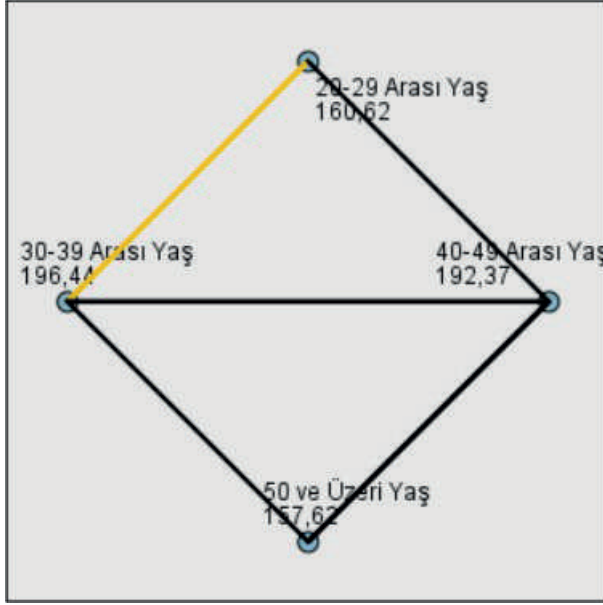 20-29 Arası Yaş
160,62
30-39 Arası Yaş
196,44
40-49 Arası Yaş
192,37
50 ve Üzeri Yaş
157,62